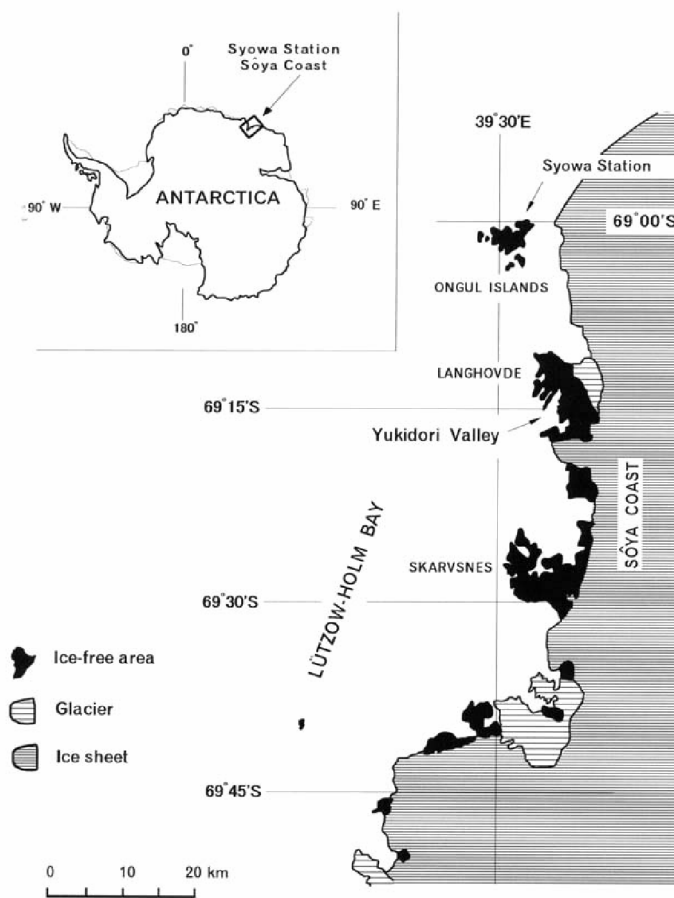 Syowa Station
Sôya Coast
0°
90° W
ANTARCTICA
90° E
180°
39°30'E
Syowa Station
69°00'S
ONGUL ISLANDS
LANGHOVDE
69°15'S
Yukidori Valley
SÔYA COAST
LÜTZOW-HOLM BAY
SKARVSNES
69°30'S
Ice-free area
Glacier
Ice sheet
69°45'S
0 10 20 km